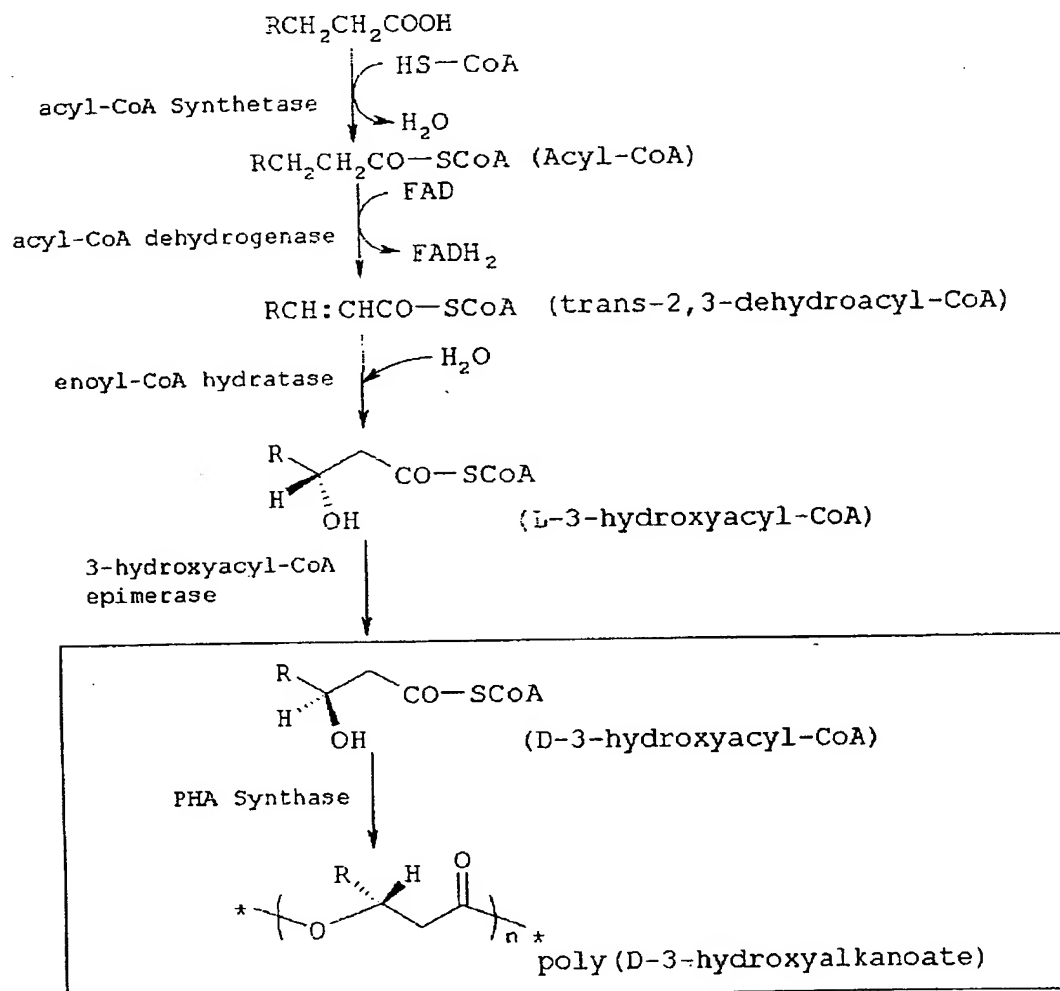 RCH₂CH₂COOH
HS—CoA
acyl-CoA Synthetase
H₂O
RCH₂CH₂CO—SCoA (Acyl-CoA)
FAD
acyl-CoA dehydrogenase
FADH₂
RCH:CHCO—SCoA (trans-2,3-dehydroacyl-CoA)
H₂O
enoyl-CoA hydratase
R
CO—SCoA
H
OH
(L-3-hydroxyacyl-CoA)
3-hydroxyacyl-CoA
epimerase
R
CO—SCoA
H
OH
(D-3-hydroxyacyl-CoA)
PHA Synthase
O
R H
* ( O ) n *
poly(D-3-hydroxyalkanoate)